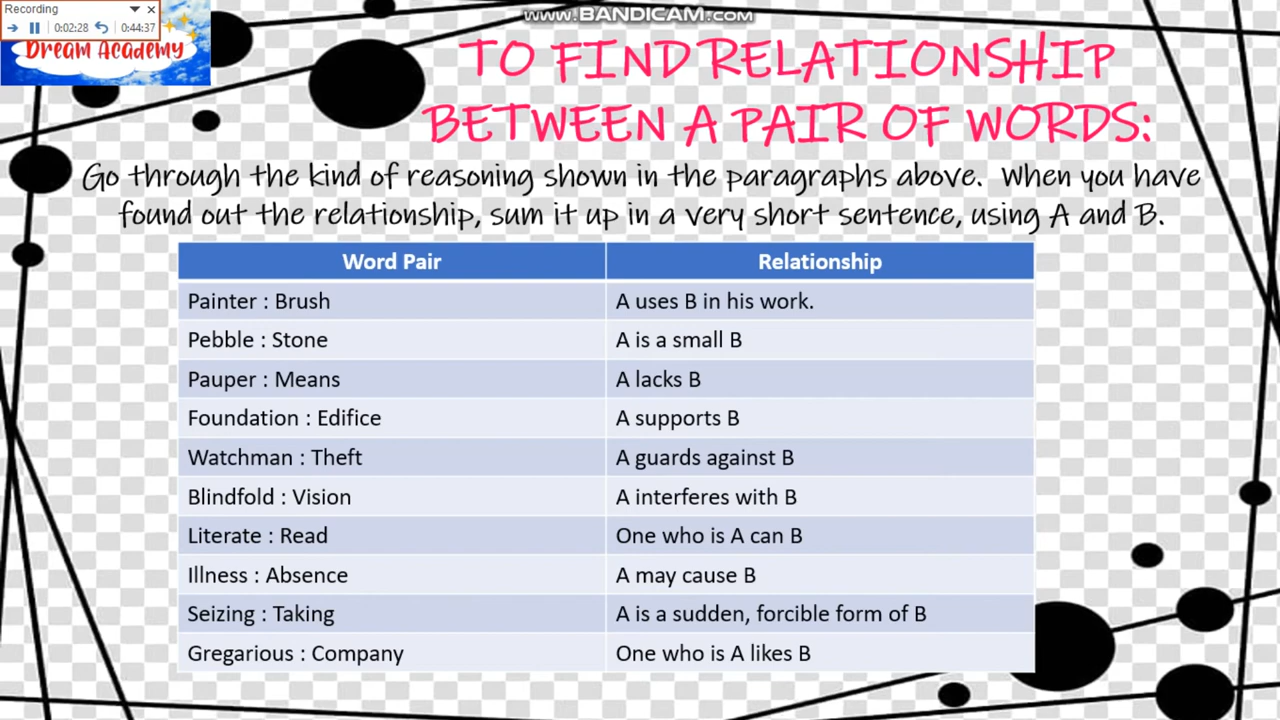 Recording
0:02:28
0:44:37
www.BANDICAM.com
Dream Academy
TO FIND RELATIONSHIP
BETWEEN A PAIR OF WORDS:
Go through the kind of reasoning shown in the paragraphs above. When you have
found out the relationship, sum it up in a very short sentence, using A and B.
Word Pair Relationship
Painter : Brush A uses B in his work.
Pebble : Stone A is a small B
Pauper : Means A lacks B
Foundation : Edifice A supports B
Watchman : Theft A guards against B
Blindfold : Vision A interferes with B
Literate : Read One who is A can B
Illness : Absence A may cause B
Seizing : Taking A is a sudden, forcible form of B
Gregarious : Company One who is A likes B